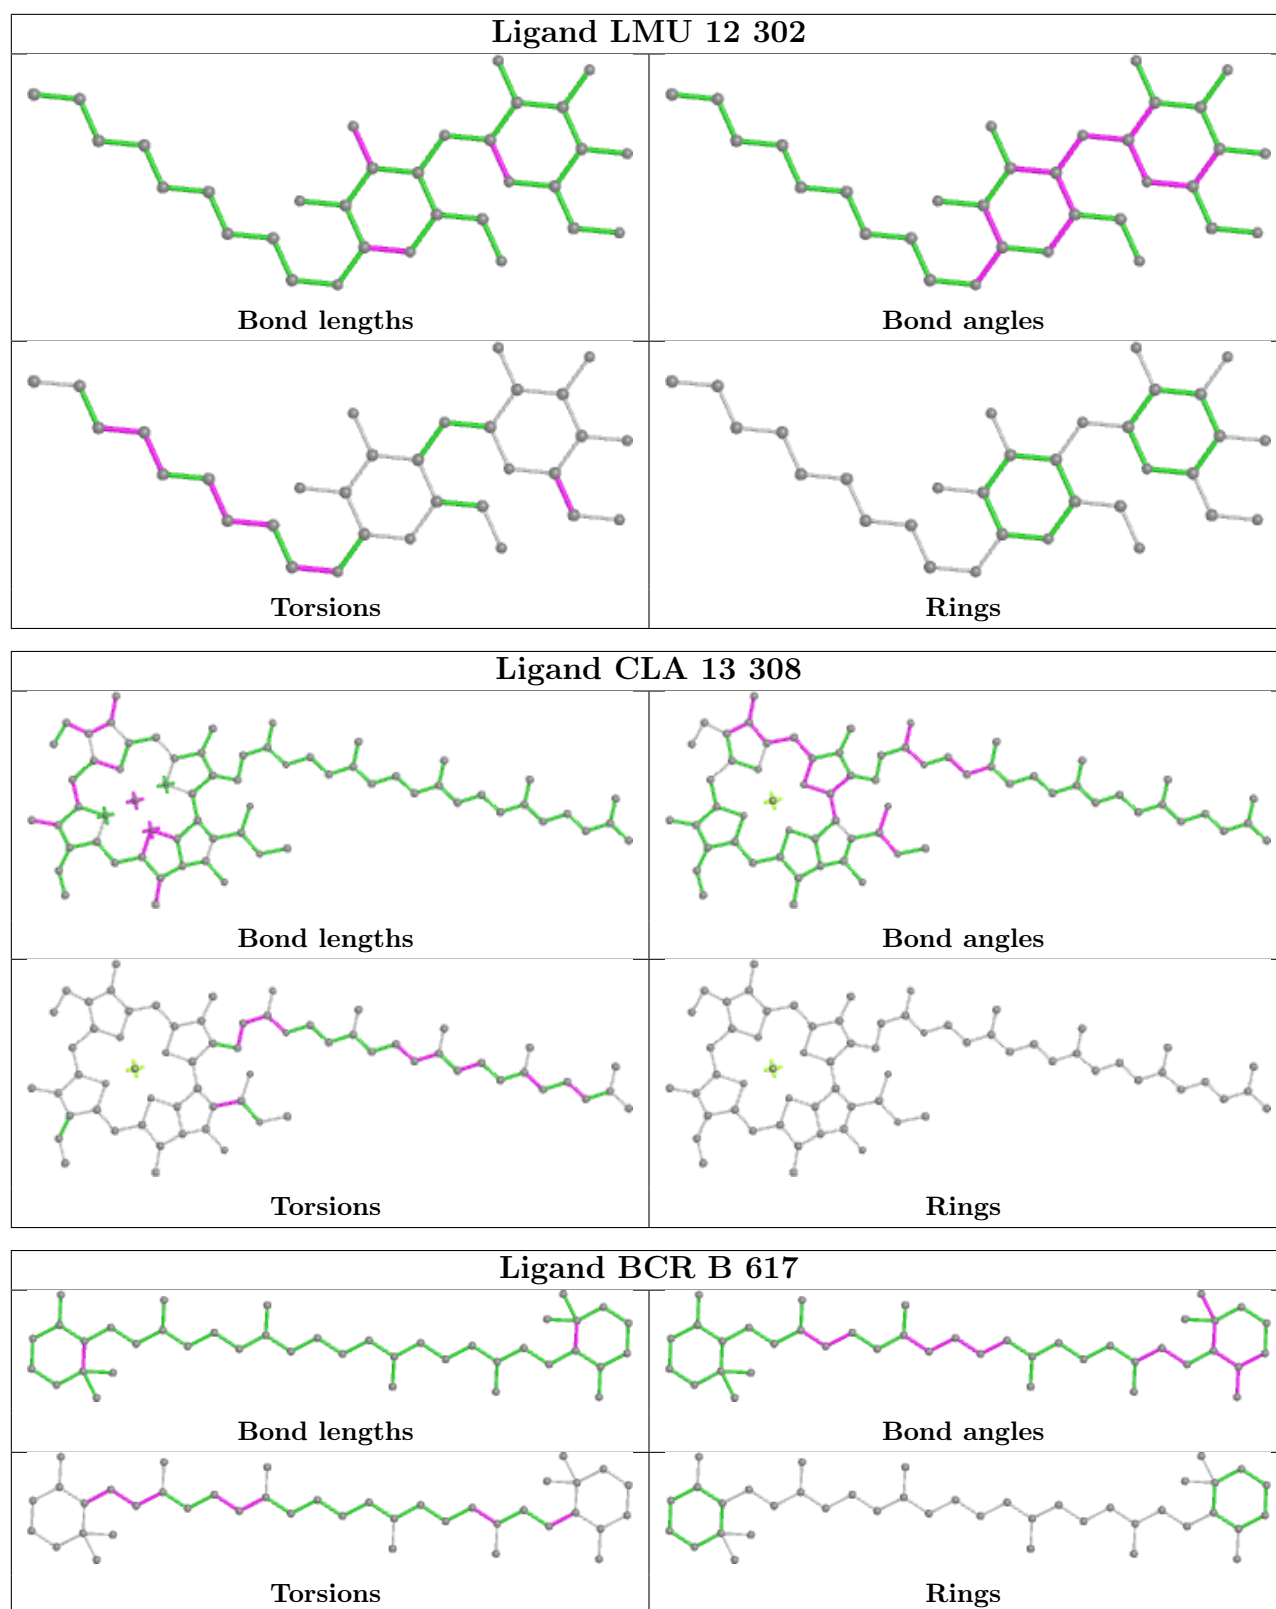 Ligand LMU 12 302
Bond lengths
Bond angles
Torsions
Rings
Ligand CLA 13 308
Bond lengths
Bond angles
Torsions
Rings
Ligand BCR B 617
Bond lengths
Bond angles
Torsions
Rings